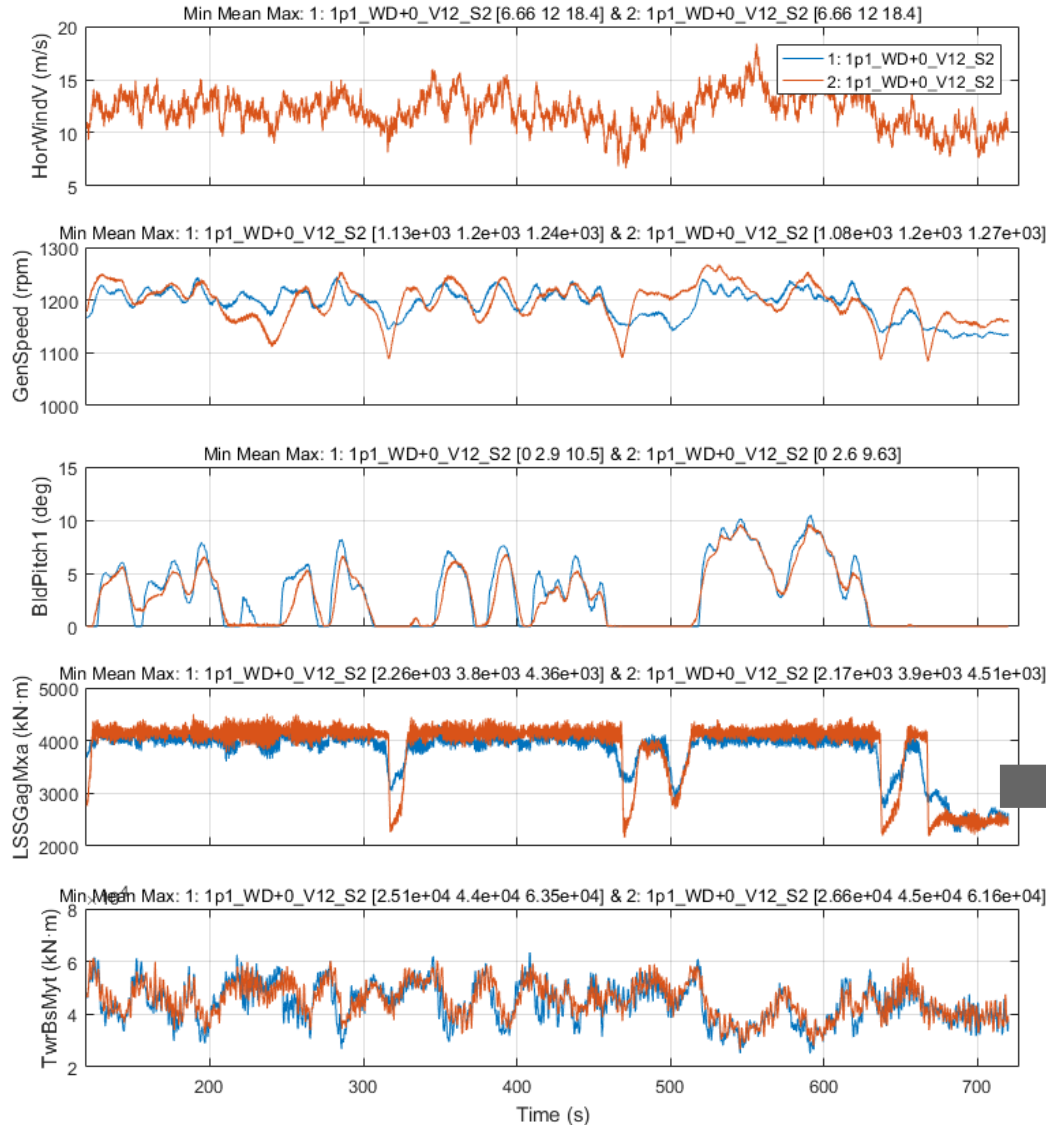 Min Mean Max: 1: 1p1_WD+0_V12_S2 [6.66 12 18.4] & 2: 1p1_WD+0_V12_S2 [6.66 12 18.4]
HorWindV (m/s)
20
15
10
5
1: 1p1_WD+0_V12_S2
2: 1p1_WD+0_V12_S2
Min Mean Max: 1: 1p1_WD+0_V12_S2 [1.13e+03 1.2e+03 1.24e+03] & 2: 1p1_WD+0_V12_S2 [1.08e+03 1.2e+03 1.27e+03]
GenSpeed (rpm)
1300
1200
1100
1000
Min Mean Max: 1: 1p1_WD+0_V12_S2 [0 2.9 10.5] & 2: 1p1_WD+0_V12_S2 [0 2.6 9.63]
BldPitch1 (deg)
15
10
5
0
Min Mean Max: 1: 1p1_WD+0_V12_S2 [2.26e+03 3.8e+03 4.36e+03] & 2: 1p1_WD+0_V12_S2 [2.17e+03 3.9e+03 4.51e+03]
LSSGagMxa (kN·m)
5000
4000
3000
2000
Min Mean Max: 1: 1p1_WD+0_V12_S2 [2.51e+04 4.4e+04 6.35e+04] & 2: 1p1_WD+0_V12_S2 [2.66e+04 4.5e+04 6.16e+04]
TwrBsMyt (kN·m)
8
6
4
2
200 300 400 500 600 700
Time (s)